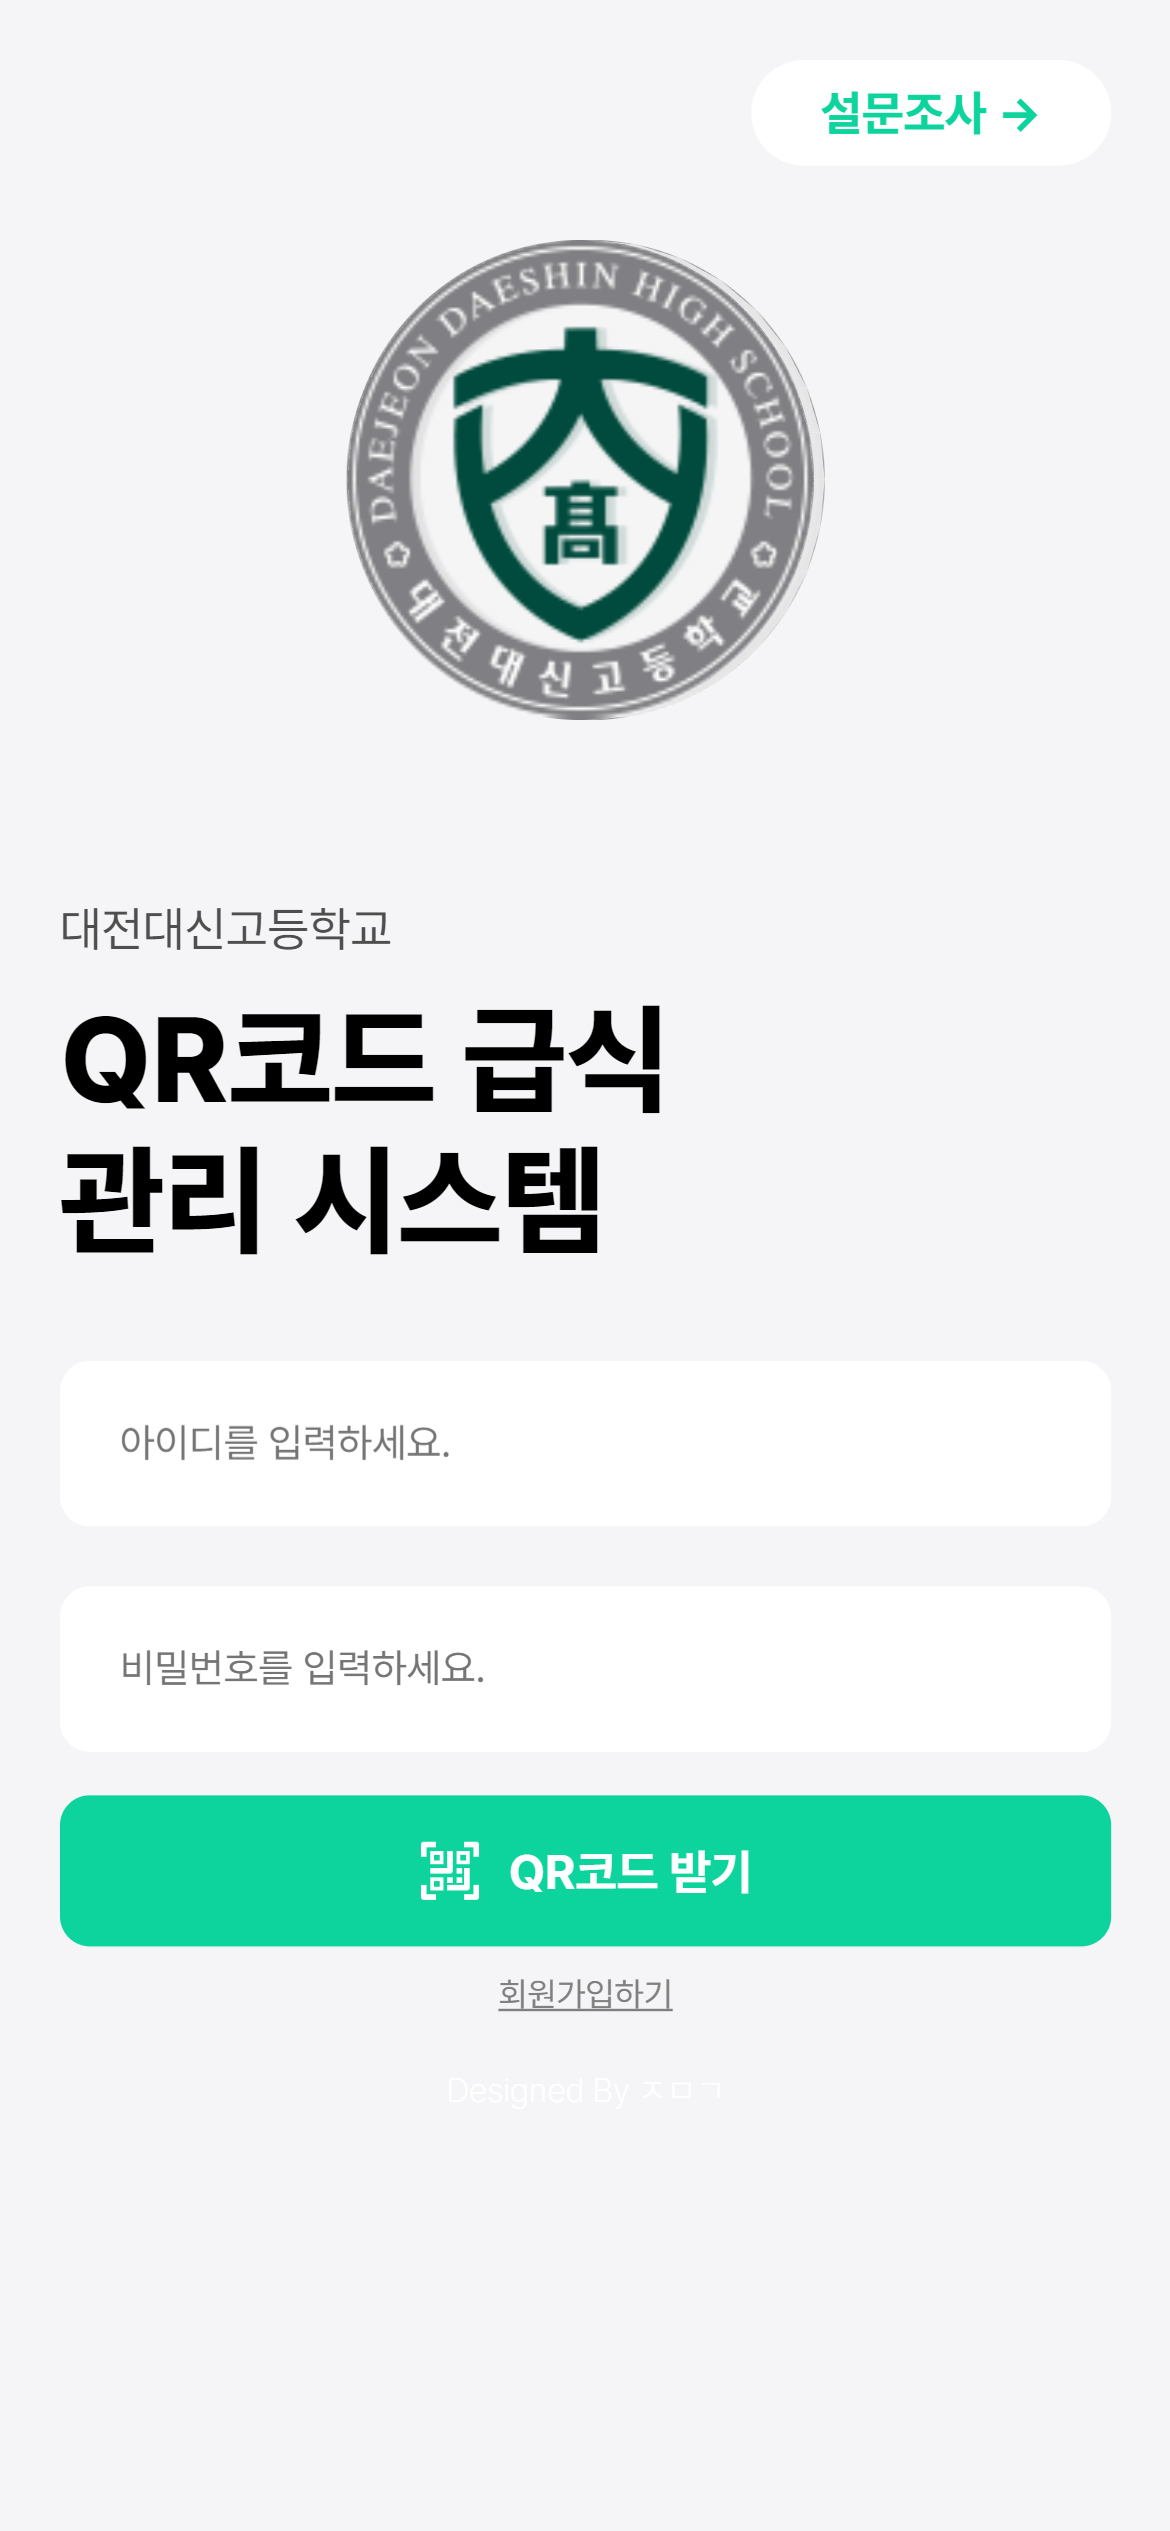 설문조사 →
DAEJEON DAESHIN HIGH SCHOOL
大
高
대전대신고등학교
대전대신고등학교
QR코드 급식
관리 시스템
아이디를 입력하세요.
비밀번호를 입력하세요.
QR코드 받기
회원가입하기
Designed By ㅈㅁㄱ